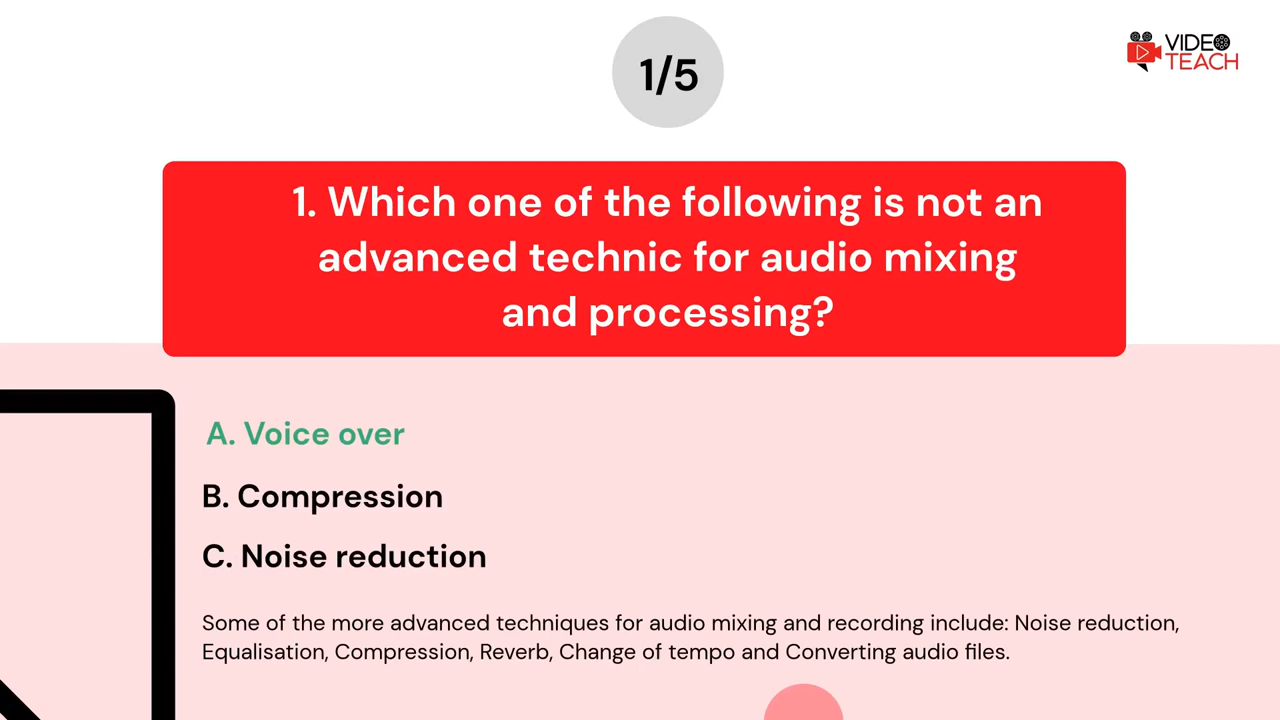 1/5
VIDEO
TEACH
1. Which one of the following is not an
advanced technic for audio mixing
and processing?
A. Voice over
B. Compression
C. Noise reduction
Some of the more advanced techniques for audio mixing and recording include: Noise reduction,
Equalisation, Compression, Reverb, Change of tempo and Converting audio files.